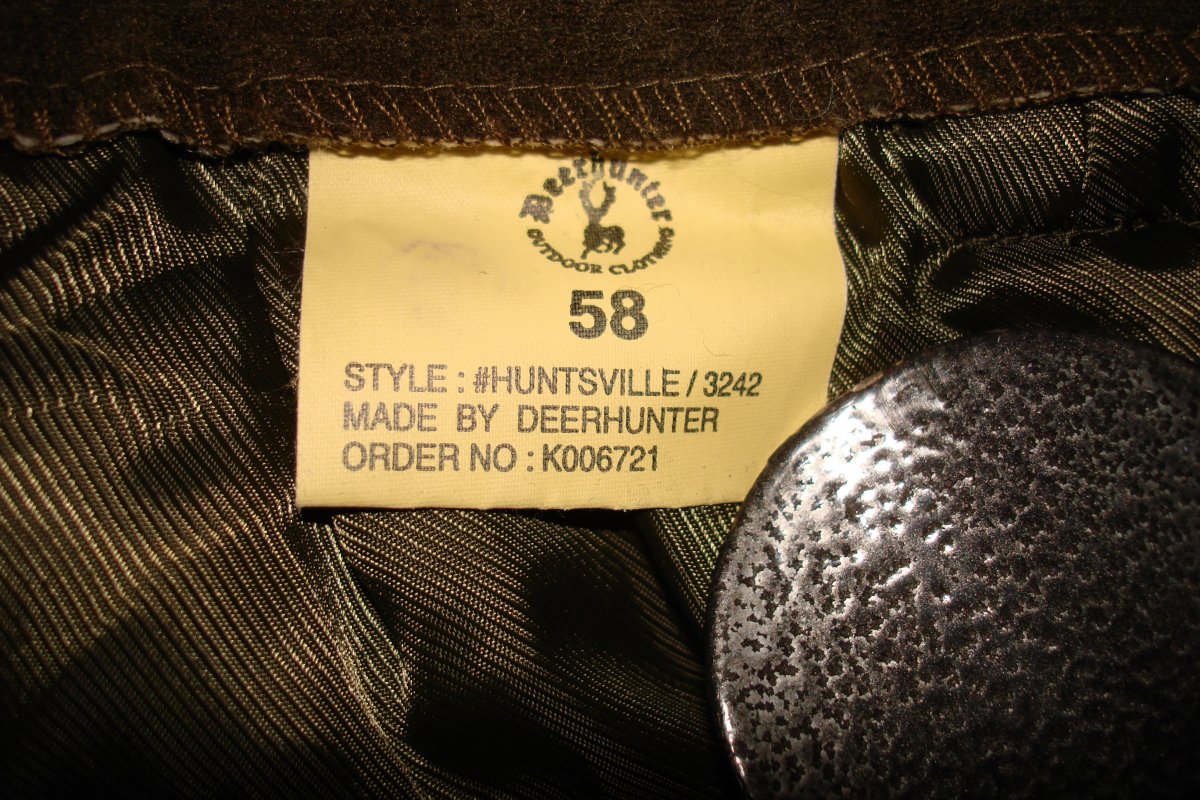 Deerhunter
OUTDOOR CLOTHING
58
STYLE : #HUNTSVILLE / 3242
MADE BY DEERHUNTER
ORDER NO : K006721